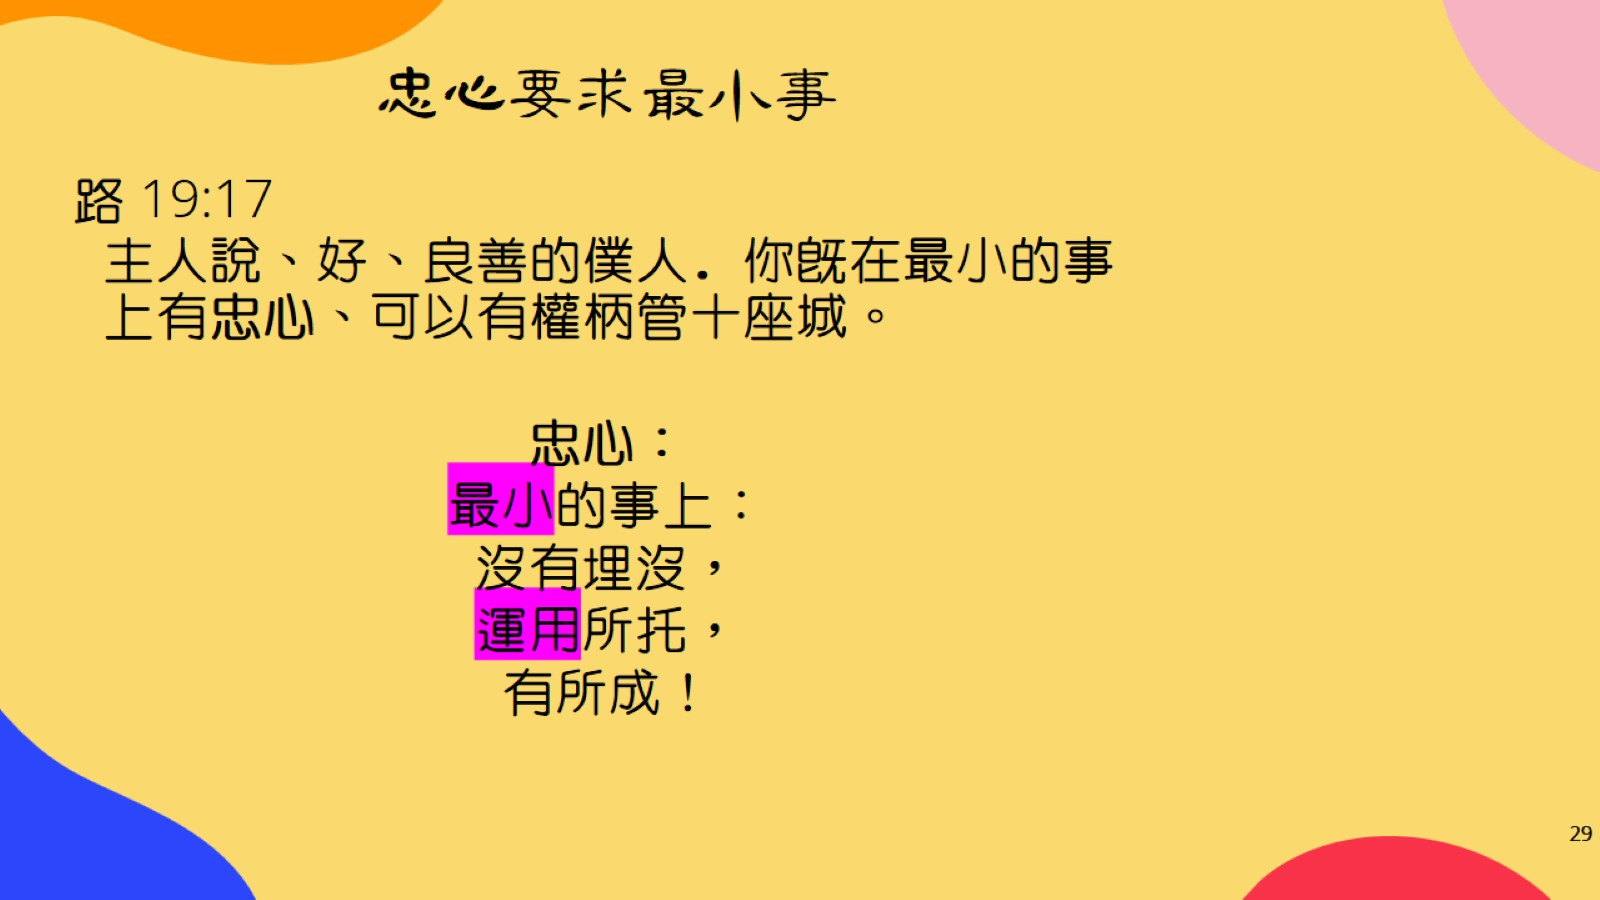 忠心要求最小事
路 19:17
主人說、好、良善的僕人．你既在最小的事
上有忠心、可以有權柄管十座城。
忠心：
最小的事上：
沒有埋沒，
運用所托，
有所成！
29